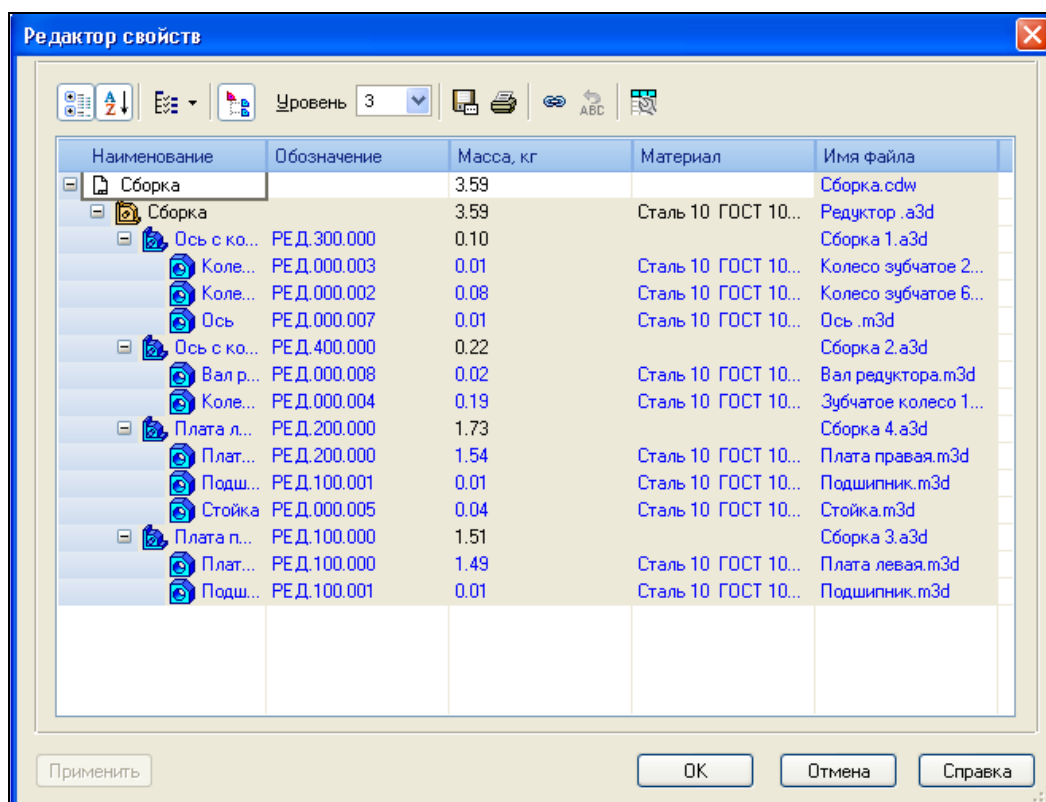 Редактор свойств
Уровень 3
ABC
Наименование Обозначение Масса, кг Материал Имя файла
Сборка 3.59 Сборка.cdw
Сборка 3.59 Сталь 10 ГОСТ 10... Редуктор .a3d
Ось с ко... РЕД.300.000 0.10 Сборка 1.a3d
Коле... РЕД.000.003 0.01 Сталь 10 ГОСТ 10... Колесо зубчатое 2...
Коле... РЕД.000.002 0.08 Сталь 10 ГОСТ 10... Колесо зубчатое 6...
Ось РЕД.000.007 0.01 Сталь 10 ГОСТ 10... Ось .m3d
Ось с ко... РЕД.400.000 0.22 Сборка 2.a3d
Вал р... РЕД.000.008 0.02 Сталь 10 ГОСТ 10... Вал редуктора.m3d
Коле... РЕД.000.004 0.19 Сталь 10 ГОСТ 10... Зубчатое колесо 1...
Плата л... РЕД.200.000 1.73 Сборка 4.a3d
Плат... РЕД.200.000 1.54 Сталь 10 ГОСТ 10... Плата правая.m3d
Подш... РЕД.100.001 0.01 Сталь 10 ГОСТ 10... Подшипник.m3d
Стойка РЕД.000.005 0.04 Сталь 10 ГОСТ 10... Стойка.m3d
Плата п... РЕД.100.000 1.51 Сборка 3.a3d
Плат... РЕД.100.000 1.49 Сталь 10 ГОСТ 10... Плата левая.m3d
Подш... РЕД.100.001 0.01 Сталь 10 ГОСТ 10... Подшипник.m3d
Применить OK Отмена Справка